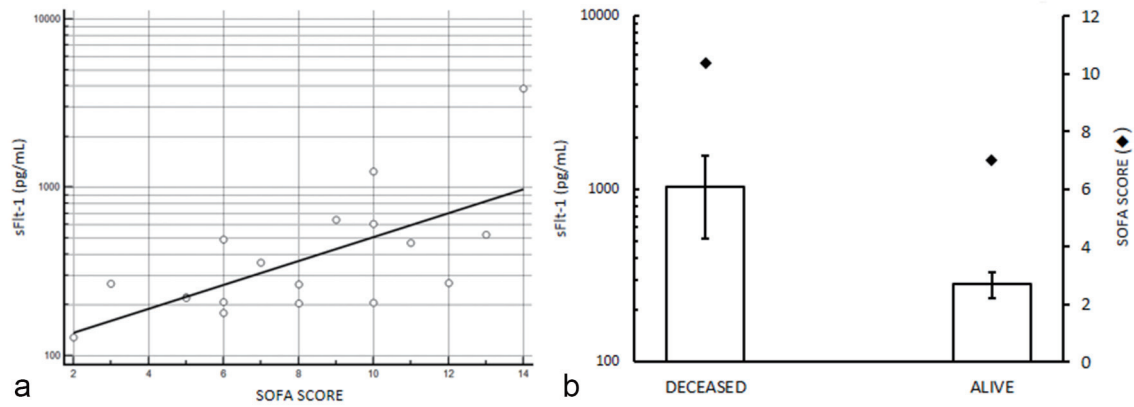 10000
1000
100
sFlt-1 (pg/mL)
2 4 6 8 10 12 14
SOFA SCORE
a
10000
1000
100
sFlt-1 (pg/mL)
DECEASED ALIVE
12
10
8
6
4
2
0
SOFA SCORE (◆)
b